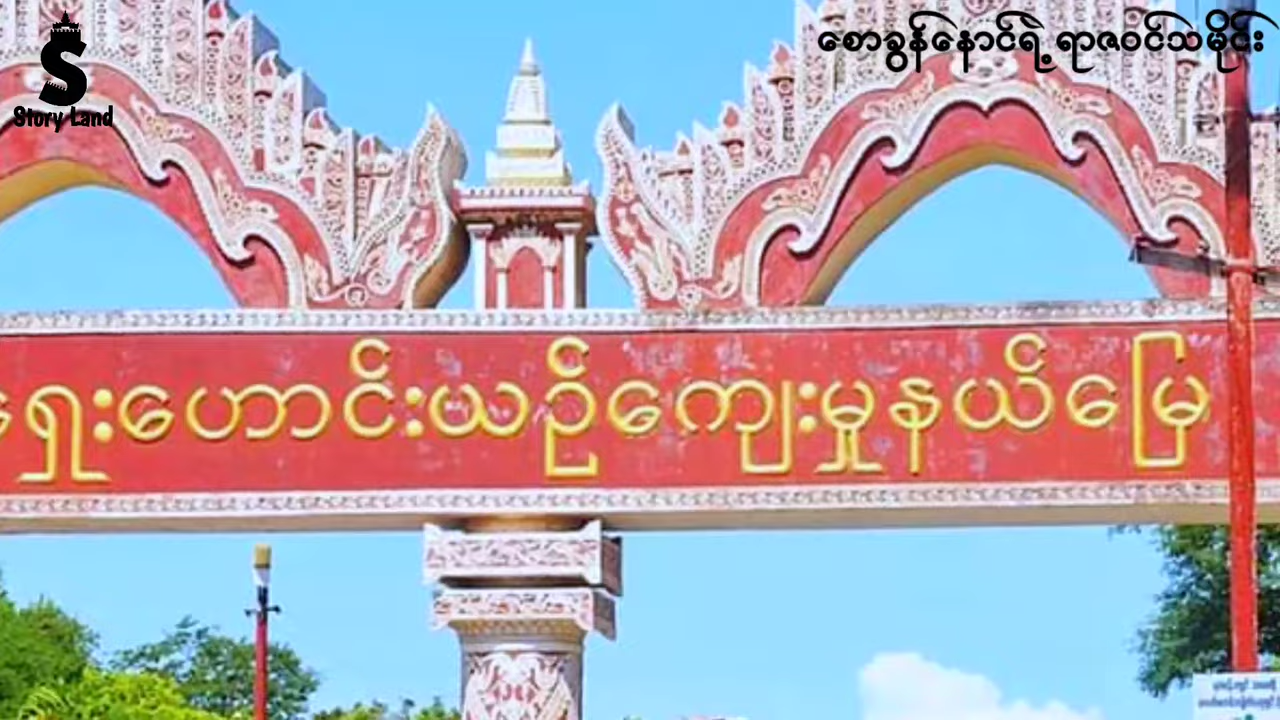 Story Land
စောခွန်နောင်ရဲ့ ရာဇဝင်သမိုင်း
ရှေးဟောင်းယဉ်ကျေးမှုနယ်မြေ